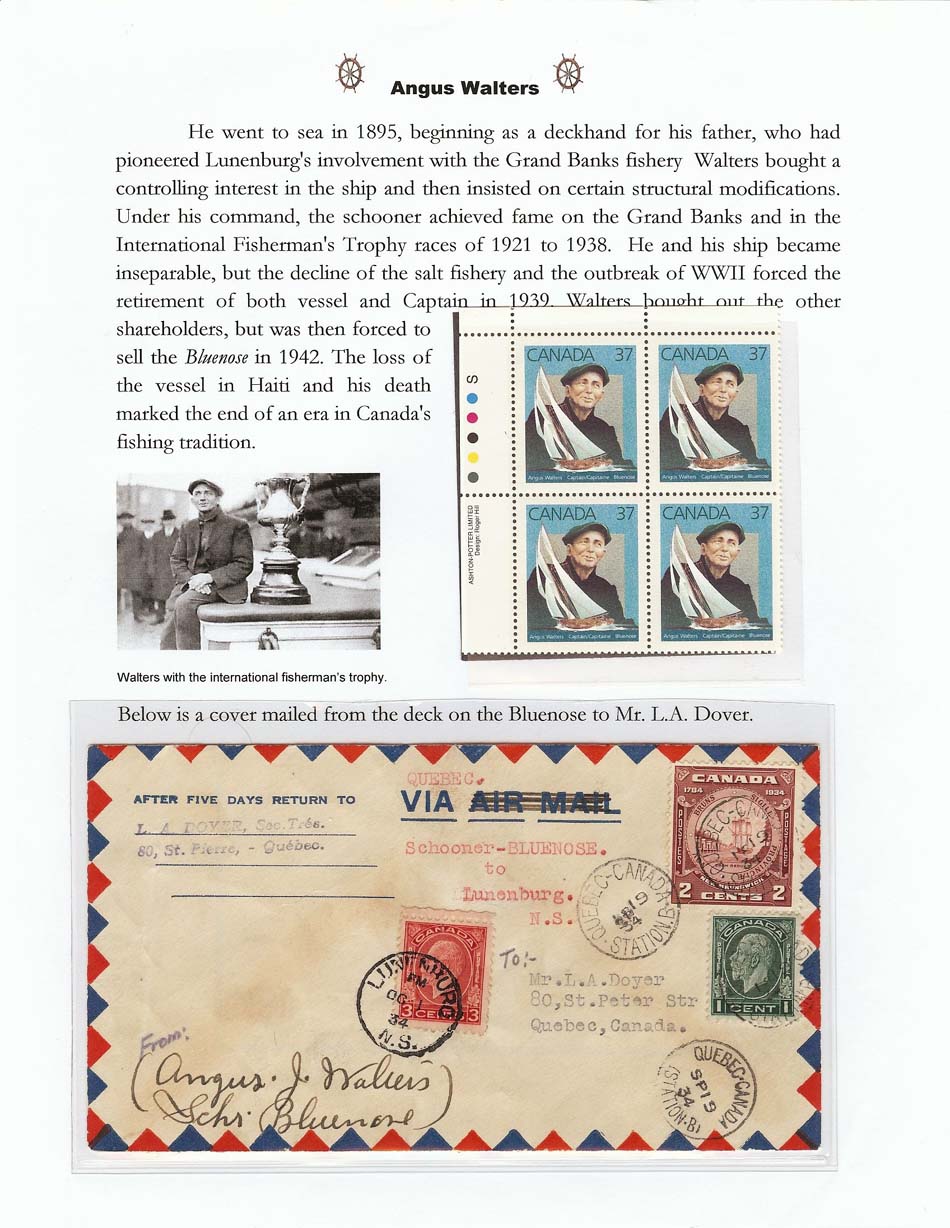 Angus Walters
He went to sea in 1895, beginning as a deckhand for his father, who had
pioneered Lunenburg's involvement with the Grand Banks fishery Walters bought a
controlling interest in the ship and then insisted on certain structural modifications.
Under his command, the schooner achieved fame on the Grand Banks and in the
International Fisherman's Trophy races of 1921 to 1938. He and his ship became
inseparable, but the decline of the salt fishery and the outbreak of WWII forced the
retirement of both vessel and Captain in 1939. Walters bought out the other
shareholders, but was then forced to
sell the Bluenose in 1942. The loss of
the vessel in Haiti and his death
marked the end of an era in Canada's
fishing tradition.
S
CANADA 37
CANADA 37
Angus Walters Captain/Capitaine Bluenose
Angus Walters Captain/Capitaine Bluenose
ASHTON-POTTER LIMITED
Design: Roger Hill
CANADA 37
CANADA 37
Angus Walters Captain/Capitaine Bluenose
Angus Walters Captain/Capitaine Bluenose
Walters with the international fisherman's trophy.
Below is a cover mailed from the deck on the Bluenose to Mr. L.A. Dover.
AFTER FIVE DAYS RETURN TO
L. A. DOYER, Sec. Trés.
80, St. Pierre, - Québec.
QUEBEC.
VIA AIR MAIL
Schooner-BLUENOSE.
to
Lunenburg.
N.S.
CANADA
1784 1934
POSTES POSTAGE
NEW BRUNSWICK
2 CENTS 2
QUEBEC-CANADA
SP 19
34
STATION.B
CANADA
3 CENTS 3
LUNENBURG
PM
OC 1
34
N.S.
CANADA
1 CENT 1
To:-
Mr.L.A.Doyer
80,St.Peter Str
Quebec,Canada.
From:
(Angus. J. Walters)
Schr Bluenose)
QUEBEC-CANADA
SP 19
34
STATION.B